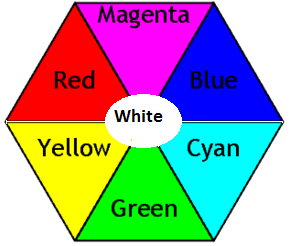 Magenta
Red
Blue
White
Yellow
Cyan
Green